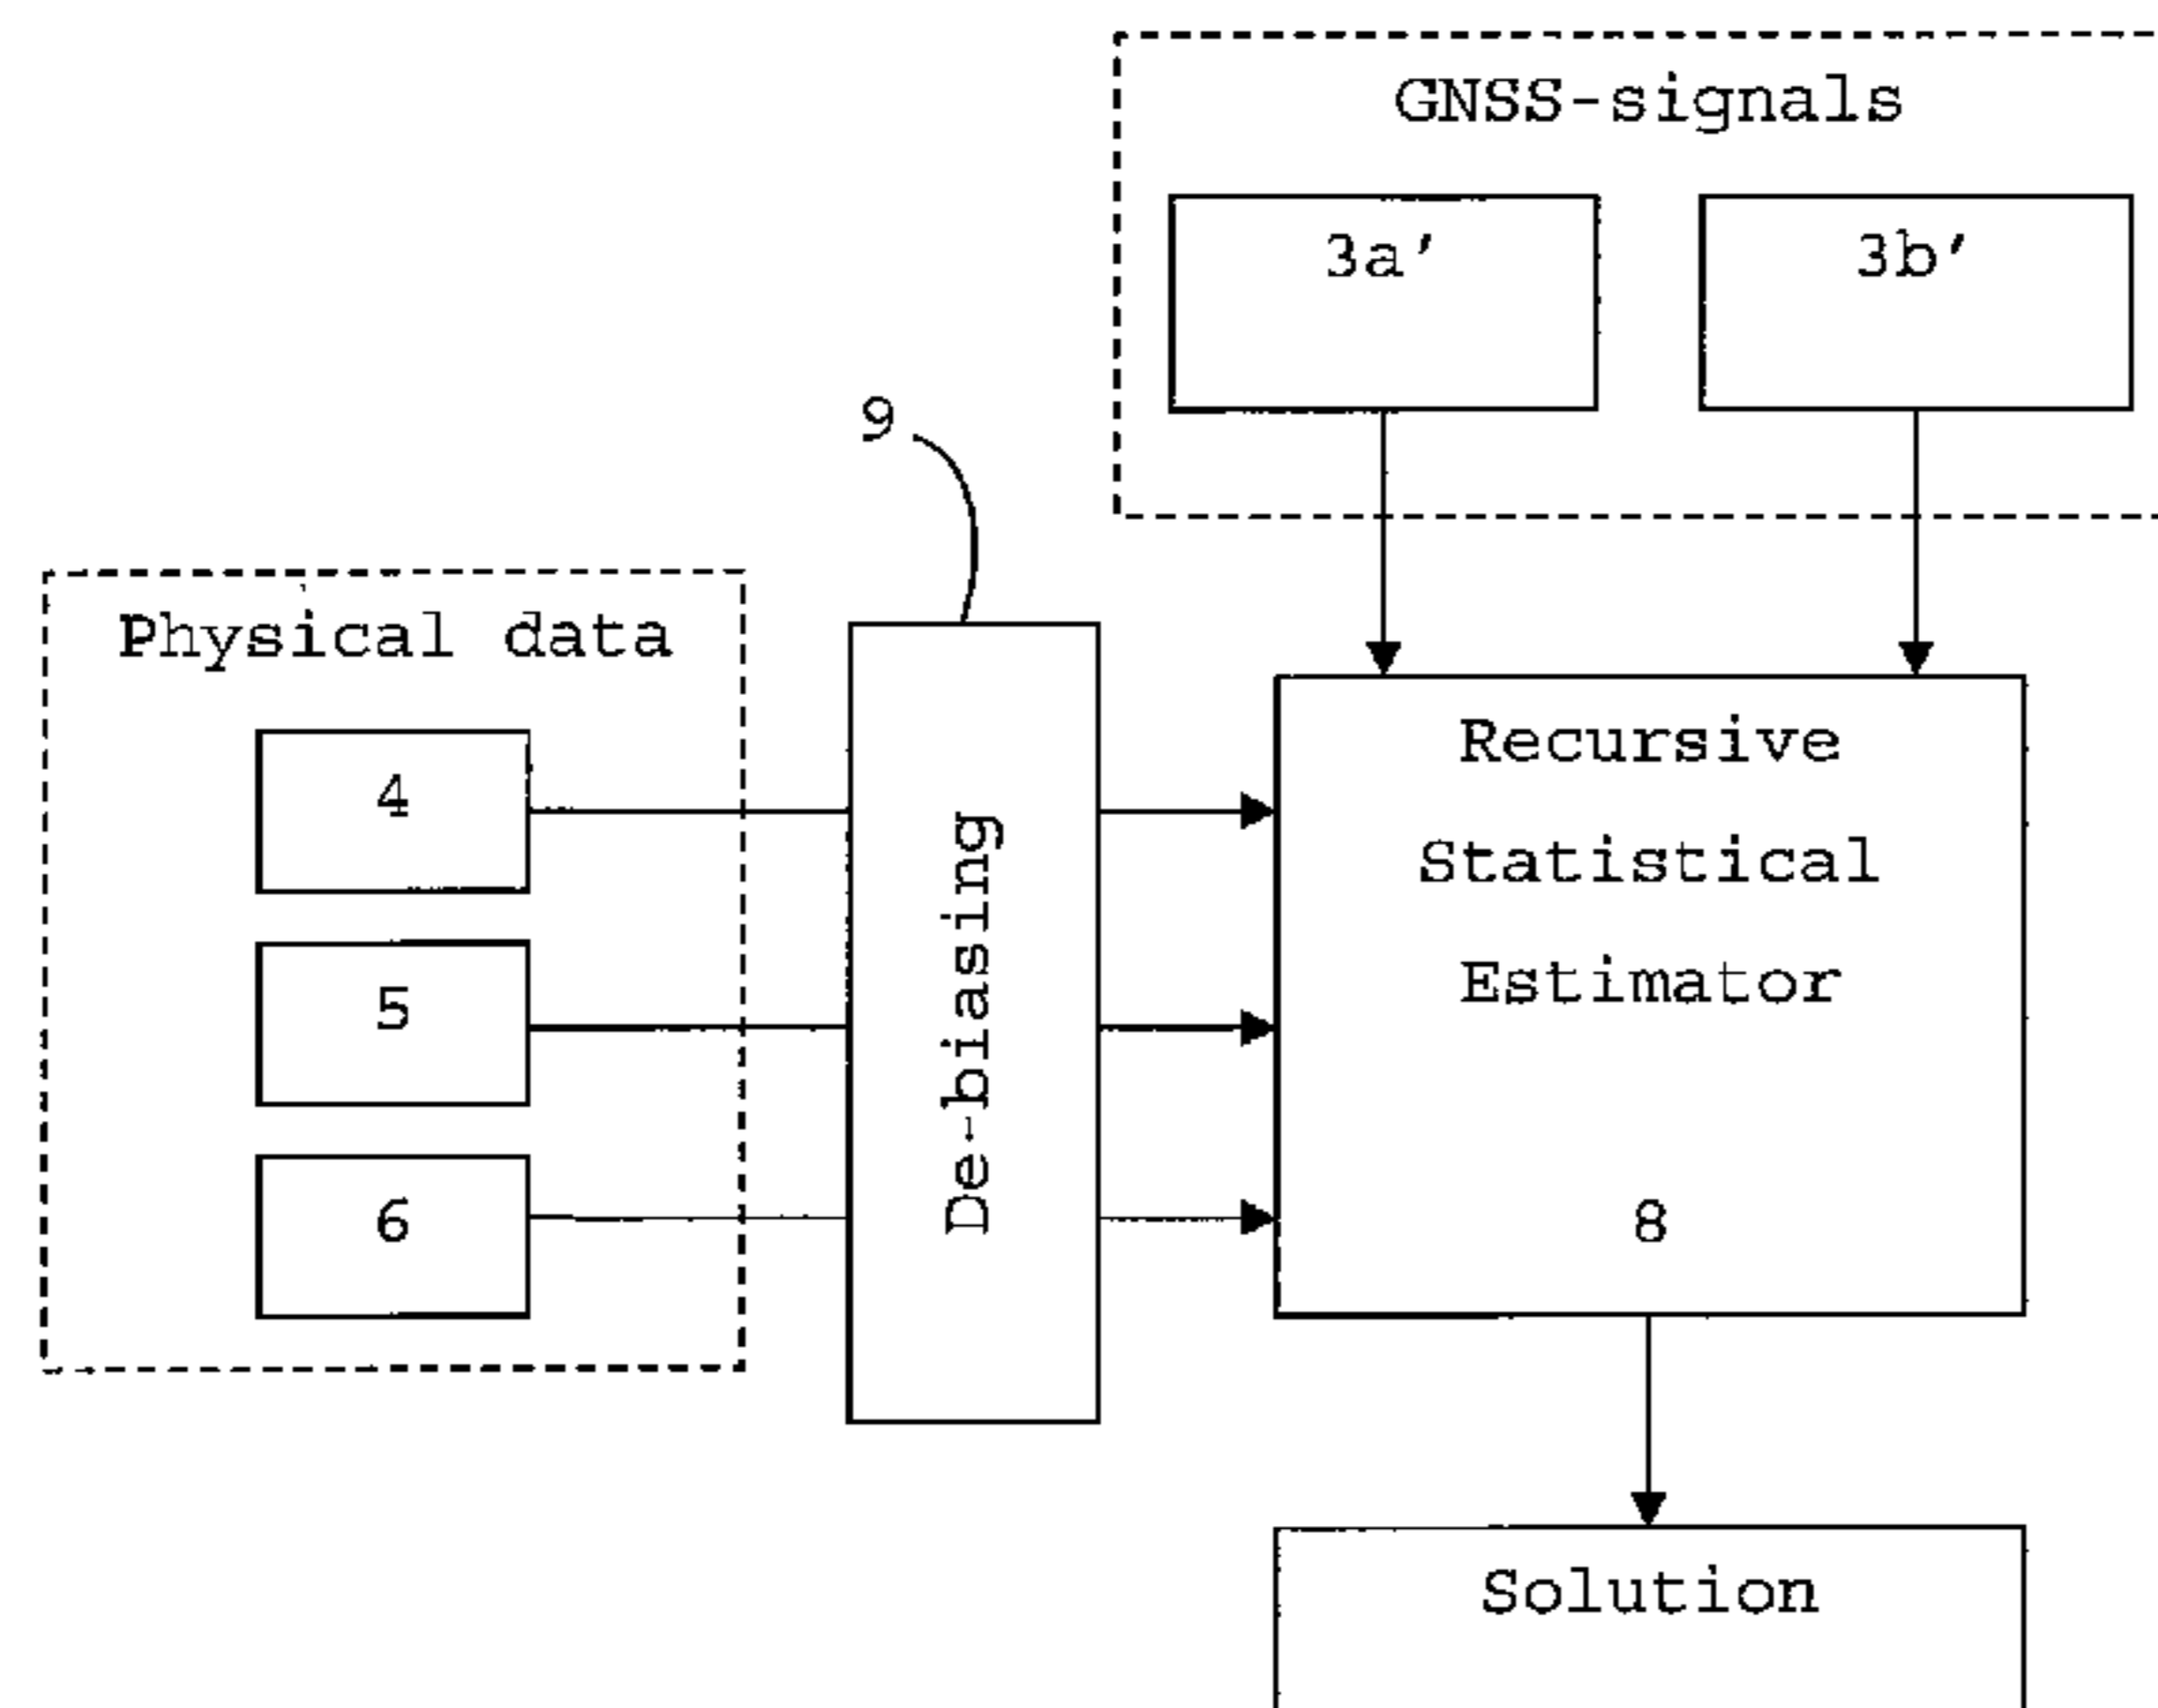 GNSS-signals
3a'
3b'
9
Physical data
4
5
6
De-biasing
Recursive
Statistical
Estimator
8
Solution